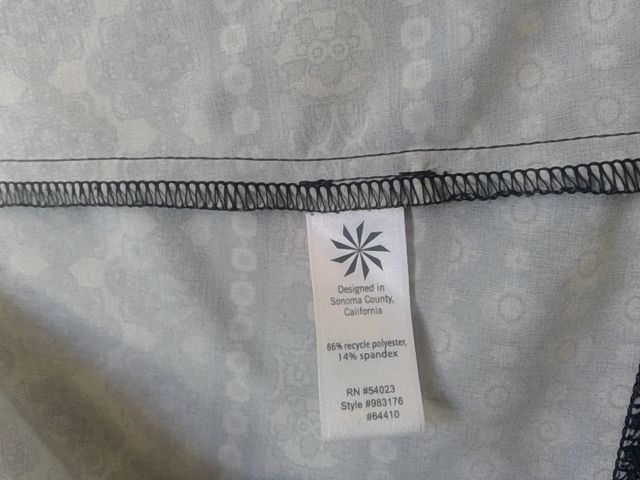 Designed in
Sonoma County,
California
86% recycle polyester,
14% spandex
RN #54023
Style #983176
#64410